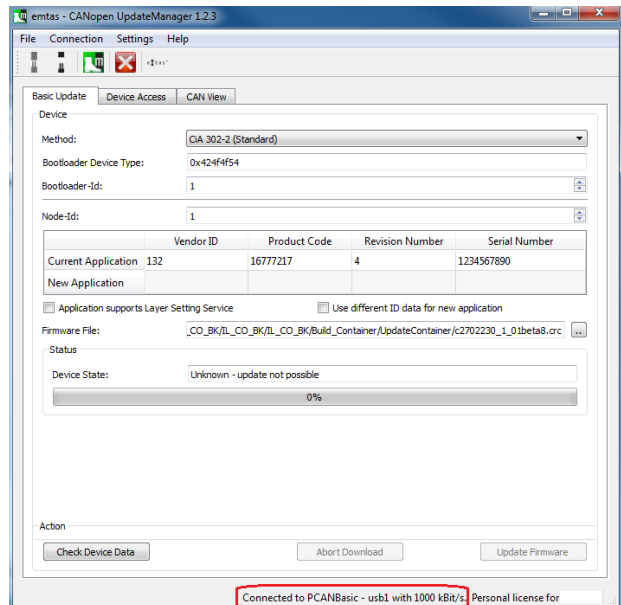 emtas - CANopen UpdateManager 1.2.3
File Connection Settings Help
Basic Update Device Access CAN View
Device
Method: CiA 302-2 (Standard)
Bootloader Device Type: 0x424f4f54
Bootloader-Id: 1
Node-Id: 1
Vendor ID Product Code Revision Number Serial Number
Current Application 132 16777217 4 1234567890
New Application
Application supports Layer Setting Service Use different ID data for new application
Firmware File: _CO_BK/IL_CO_BK/IL_CO_BK/Build_Container/UpdateContainer/c2702230_1_01beta8.crc ..
Status
Device State: Unknown - update not possible
0%
Action
Check Device Data Abort Download Update Firmware
Connected to PCANBasic - usb1 with 1000 kBit/s. Personal license for